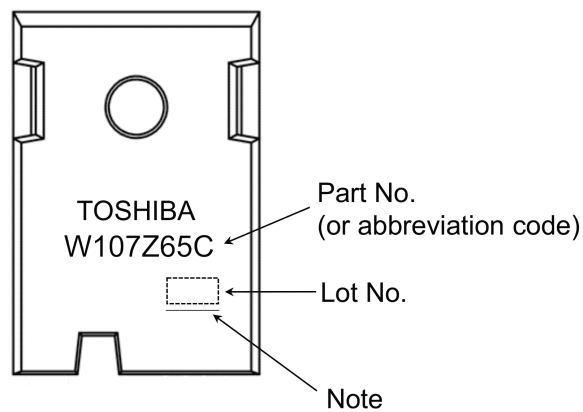 TOSHIBA
W107Z65C
Part No.
(or abbreviation code)
Lot No.
Note